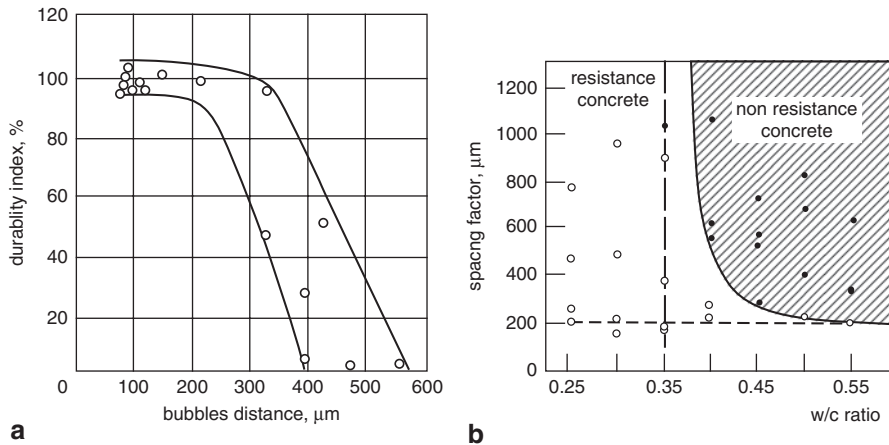 120
100
80
60
40
20
0
100
200
300
400
500
600
durablity index, %
bubbles distance, μm
a
1200
1000
800
600
400
200
0
0.25
0.35
0.45
0.55
spacng factor, μm
w/c ratio
resistance
concrete
non resistance
concrete
b